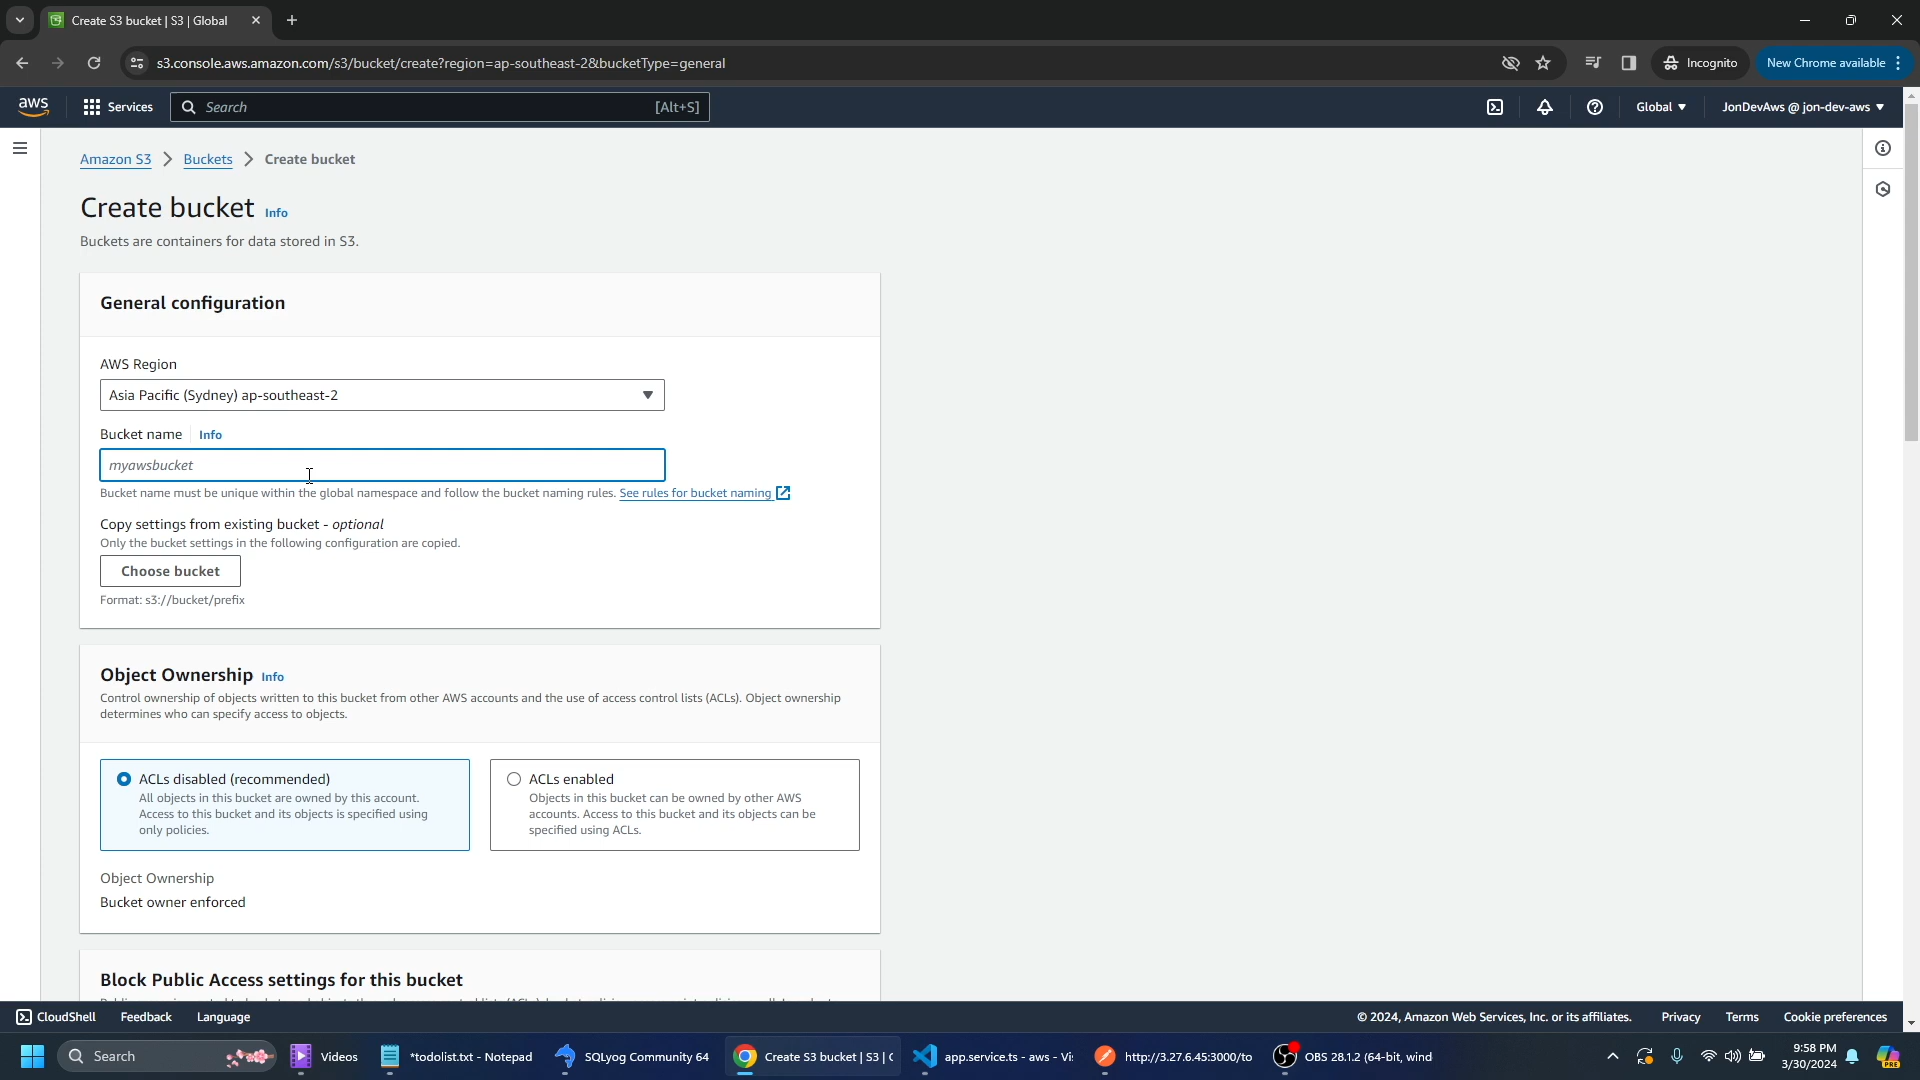 Create S3 bucket | S3 | Global
s3.console.aws.amazon.com/s3/bucket/create?region=ap-southeast-2&bucketType=general
Incognito
New Chrome available
aws
Services
Search
[Alt+S]
Global
JonDevAws @ jon-dev-aws
Amazon S3
Buckets
Create bucket
Create bucket Info
Buckets are containers for data stored in S3.
General configuration
AWS Region
Asia Pacific (Sydney) ap-southeast-2
Bucket name Info
myawsbucket
Bucket name must be unique within the global namespace and follow the bucket naming rules. See rules for bucket naming
Copy settings from existing bucket - optional
Only the bucket settings in the following configuration are copied.
Choose bucket
Format: s3://bucket/prefix
Object Ownership Info
Control ownership of objects written to this bucket from other AWS accounts and the use of access control lists (ACLs). Object ownership
determines who can specify access to objects.
ACLs disabled (recommended)
All objects in this bucket are owned by this account.
Access to this bucket and its objects is specified using
only policies.
ACLs enabled
Objects in this bucket can be owned by other AWS
accounts. Access to this bucket and its objects can be
specified using ACLs.
Object Ownership
Bucket owner enforced
Block Public Access settings for this bucket
CloudShell
Feedback
Language
© 2024, Amazon Web Services, Inc. or its affiliates.
Privacy
Terms
Cookie preferences
Search
Videos
*todolist.txt - Notepad
SQLyog Community 64
Create S3 bucket | S3 | G
app.service.ts - aws - Vi
http://3.27.6.45:3000/to
OBS 28.1.2 (64-bit, wind
9:58 PM
3/30/2024
PRE